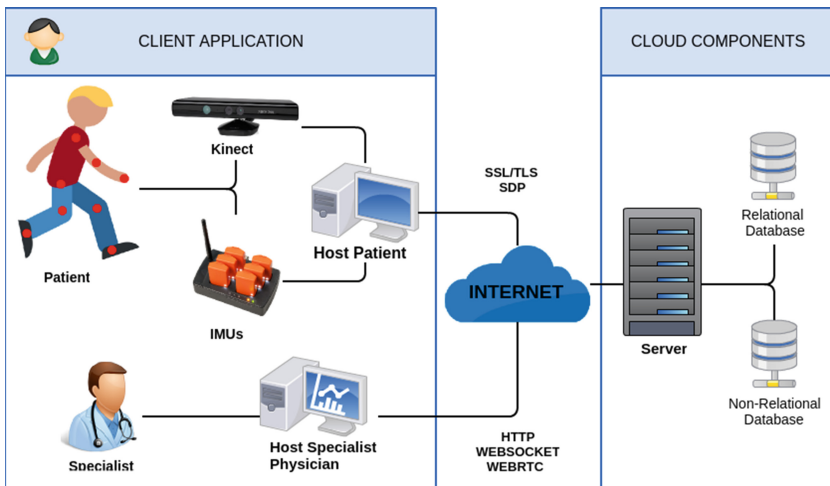 CLIENT APPLICATION
CLOUD COMPONENTS
Kinect
SSL/TLS
SDP
Relational
Database
Host Patient
Patient
INTERNET
IMUs
Server
Non-Relational
Database
HTTP
WEBSOCKET
WEBRTC
Host Specialist
Physician
Specialist